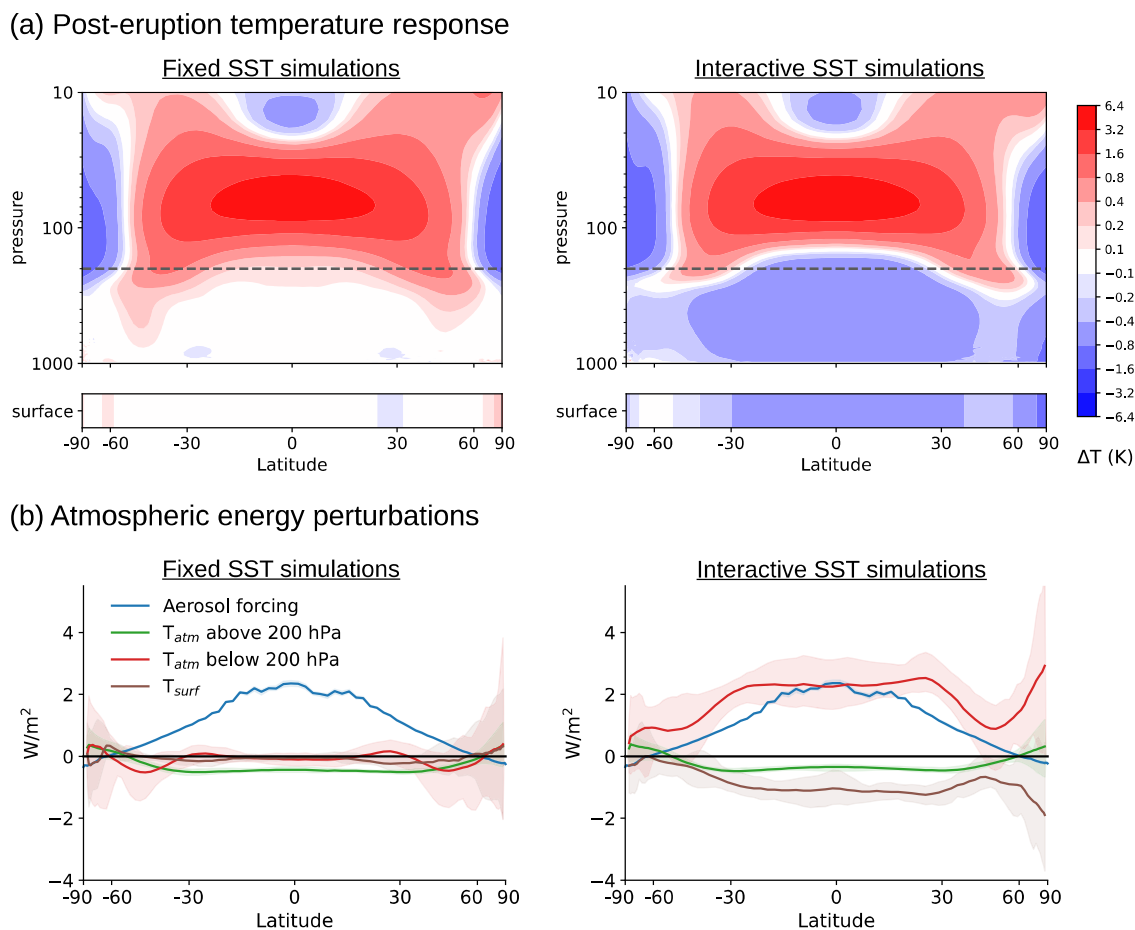 (a) Post-eruption temperature response
Fixed SST simulations
Interactive SST simulations
10
100
1000
pressure
surface
-90 -60 -30 0 30 60 90
Latitude
10
100
1000
pressure
surface
-90 -60 -30 0 30 60 90
Latitude
6.4
3.2
1.6
0.8
0.4
0.2
0.1
−0.1
−0.2
−0.4
−0.8
−1.6
−3.2
−6.4
ΔT (K)
(b) Atmospheric energy perturbations
Fixed SST simulations
Interactive SST simulations
Aerosol forcing
T_atm above 200 hPa
T_atm below 200 hPa
T_surf
4
2
0
−2
−4
W/m²
-90 -60 -30 0 30 60 90
Latitude
4
2
0
−2
−4
W/m²
-90 -60 -30 0 30 60 90
Latitude